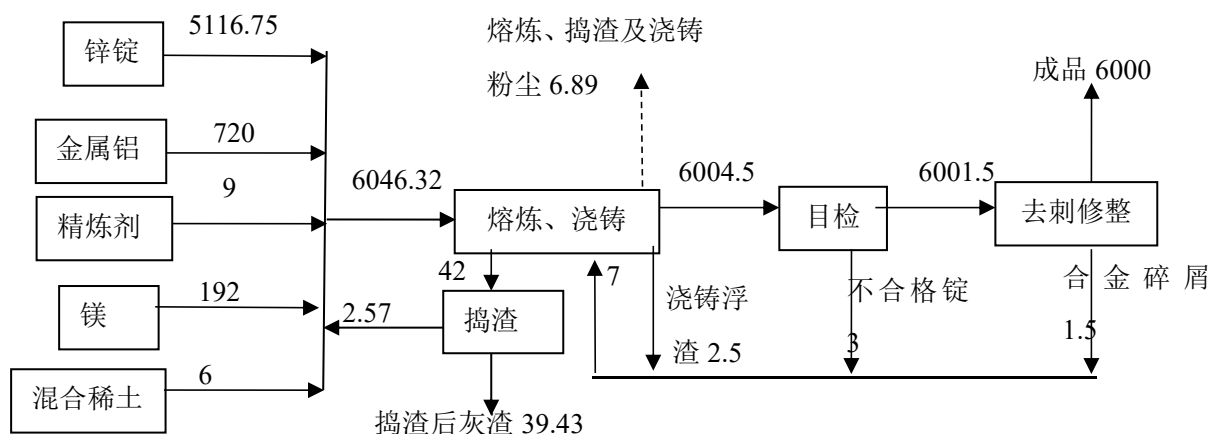 5116.75
锌锭
熔炼、捣渣及浇铸
粉尘 6.89
成品 6000
金属铝
720
精炼剂
9
6046.32
熔炼、浇铸
6004.5
目检
6001.5
去刺修整
镁
192
2.57
42
捣渣
7
浇铸浮
渣 2.5
不合格锭
3
合金碎屑
1.5
混合稀土
6
捣渣后灰渣 39.43